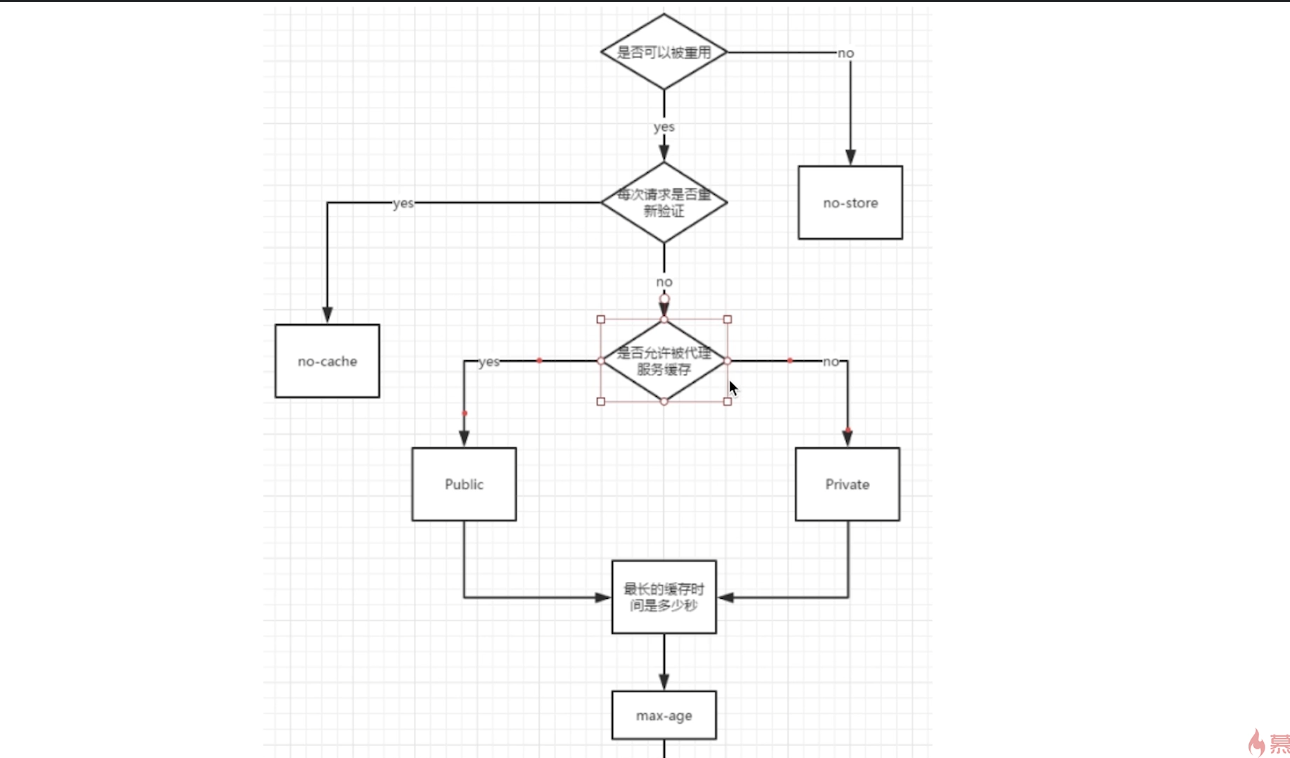 是否可以被重用
no
yes
每次请求是否重
新验证
no-store
yes
no
no-cache
是否允许被代理
服务缓存
yes
no
Public
Private
最长的缓存时
间是多少秒
max-age
慕